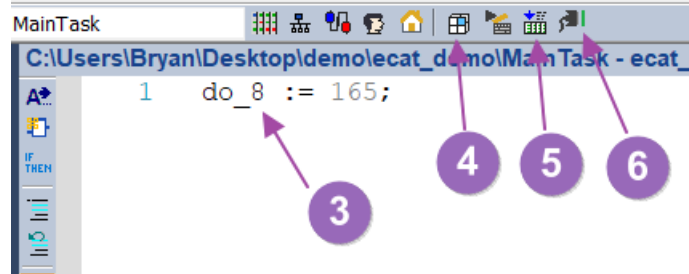 MainTask
C:\Users\Bryan\Desktop\demo\ecat_demo\MainTask - ecat_
A
1 do_8 := 165;
IF
THEN
4 5 6
3